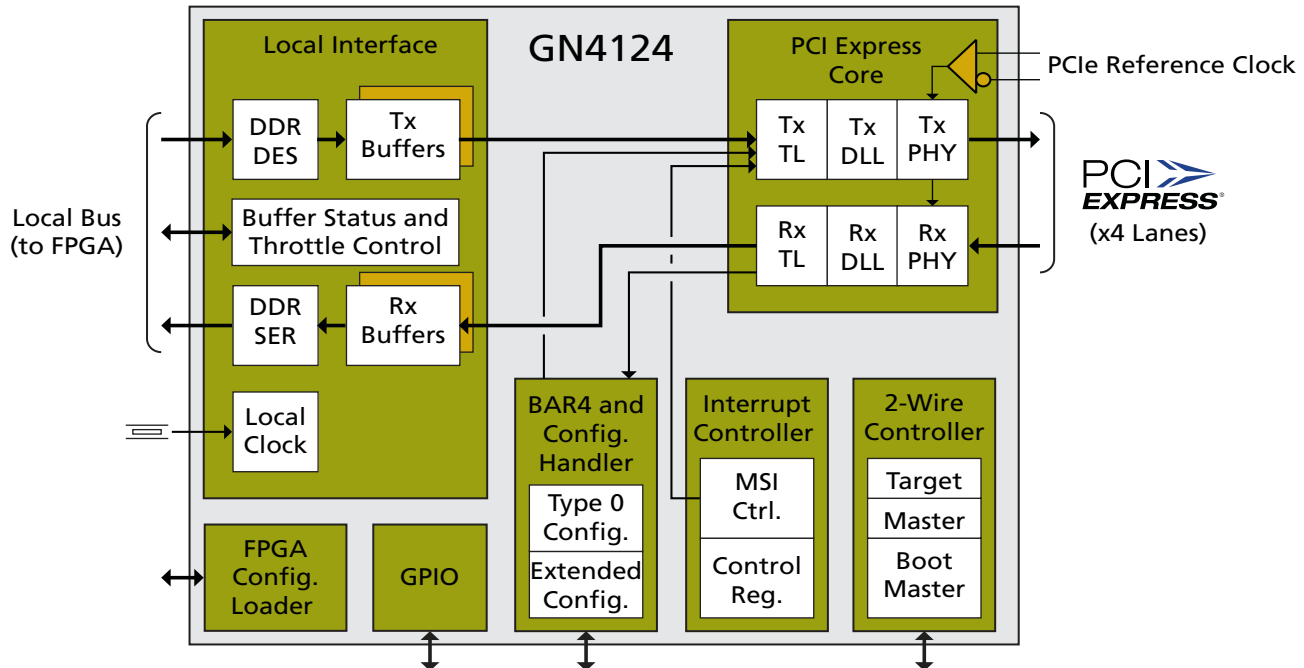 GN4124
Local Interface
DDR
DES
Tx
Buffers
Buffer Status and
Throttle Control
DDR
SER
Rx
Buffers
Local
Clock
Local Bus
(to FPGA)
PCI Express
Core
Tx
TL
Tx
DLL
Tx
PHY
Rx
TL
Rx
DLL
Rx
PHY
PCIe Reference Clock
PCI
EXPRESS®
(x4 Lanes)
FPGA
Config.
Loader
GPIO
BAR4 and
Config.
Handler
Type 0
Config.
Extended
Config.
Interrupt
Controller
MSI
Ctrl.
Control
Reg.
2-Wire
Controller
Target
Master
Boot
Master